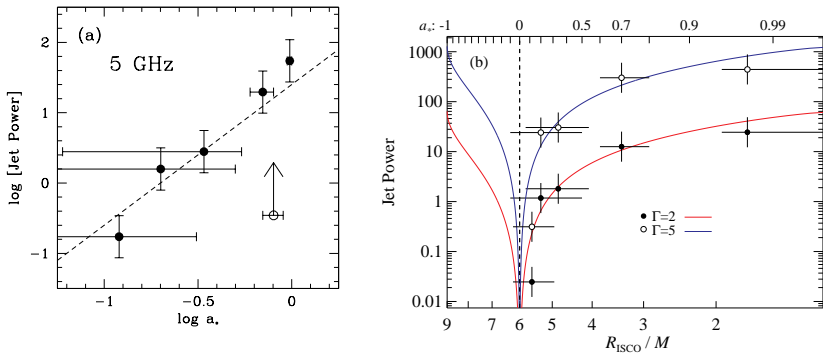 (a)
5 GHz
log [Jet Power]
2
1
0
−1
−1 −0.5 0
log a*
a*: -1 0 0.5 0.7 0.9 0.99
(b)
Jet Power
1000
100
10
1
0.1
0.01
Γ=2
Γ=5
9 7 6 5 4 3 2
R_ISCO / M